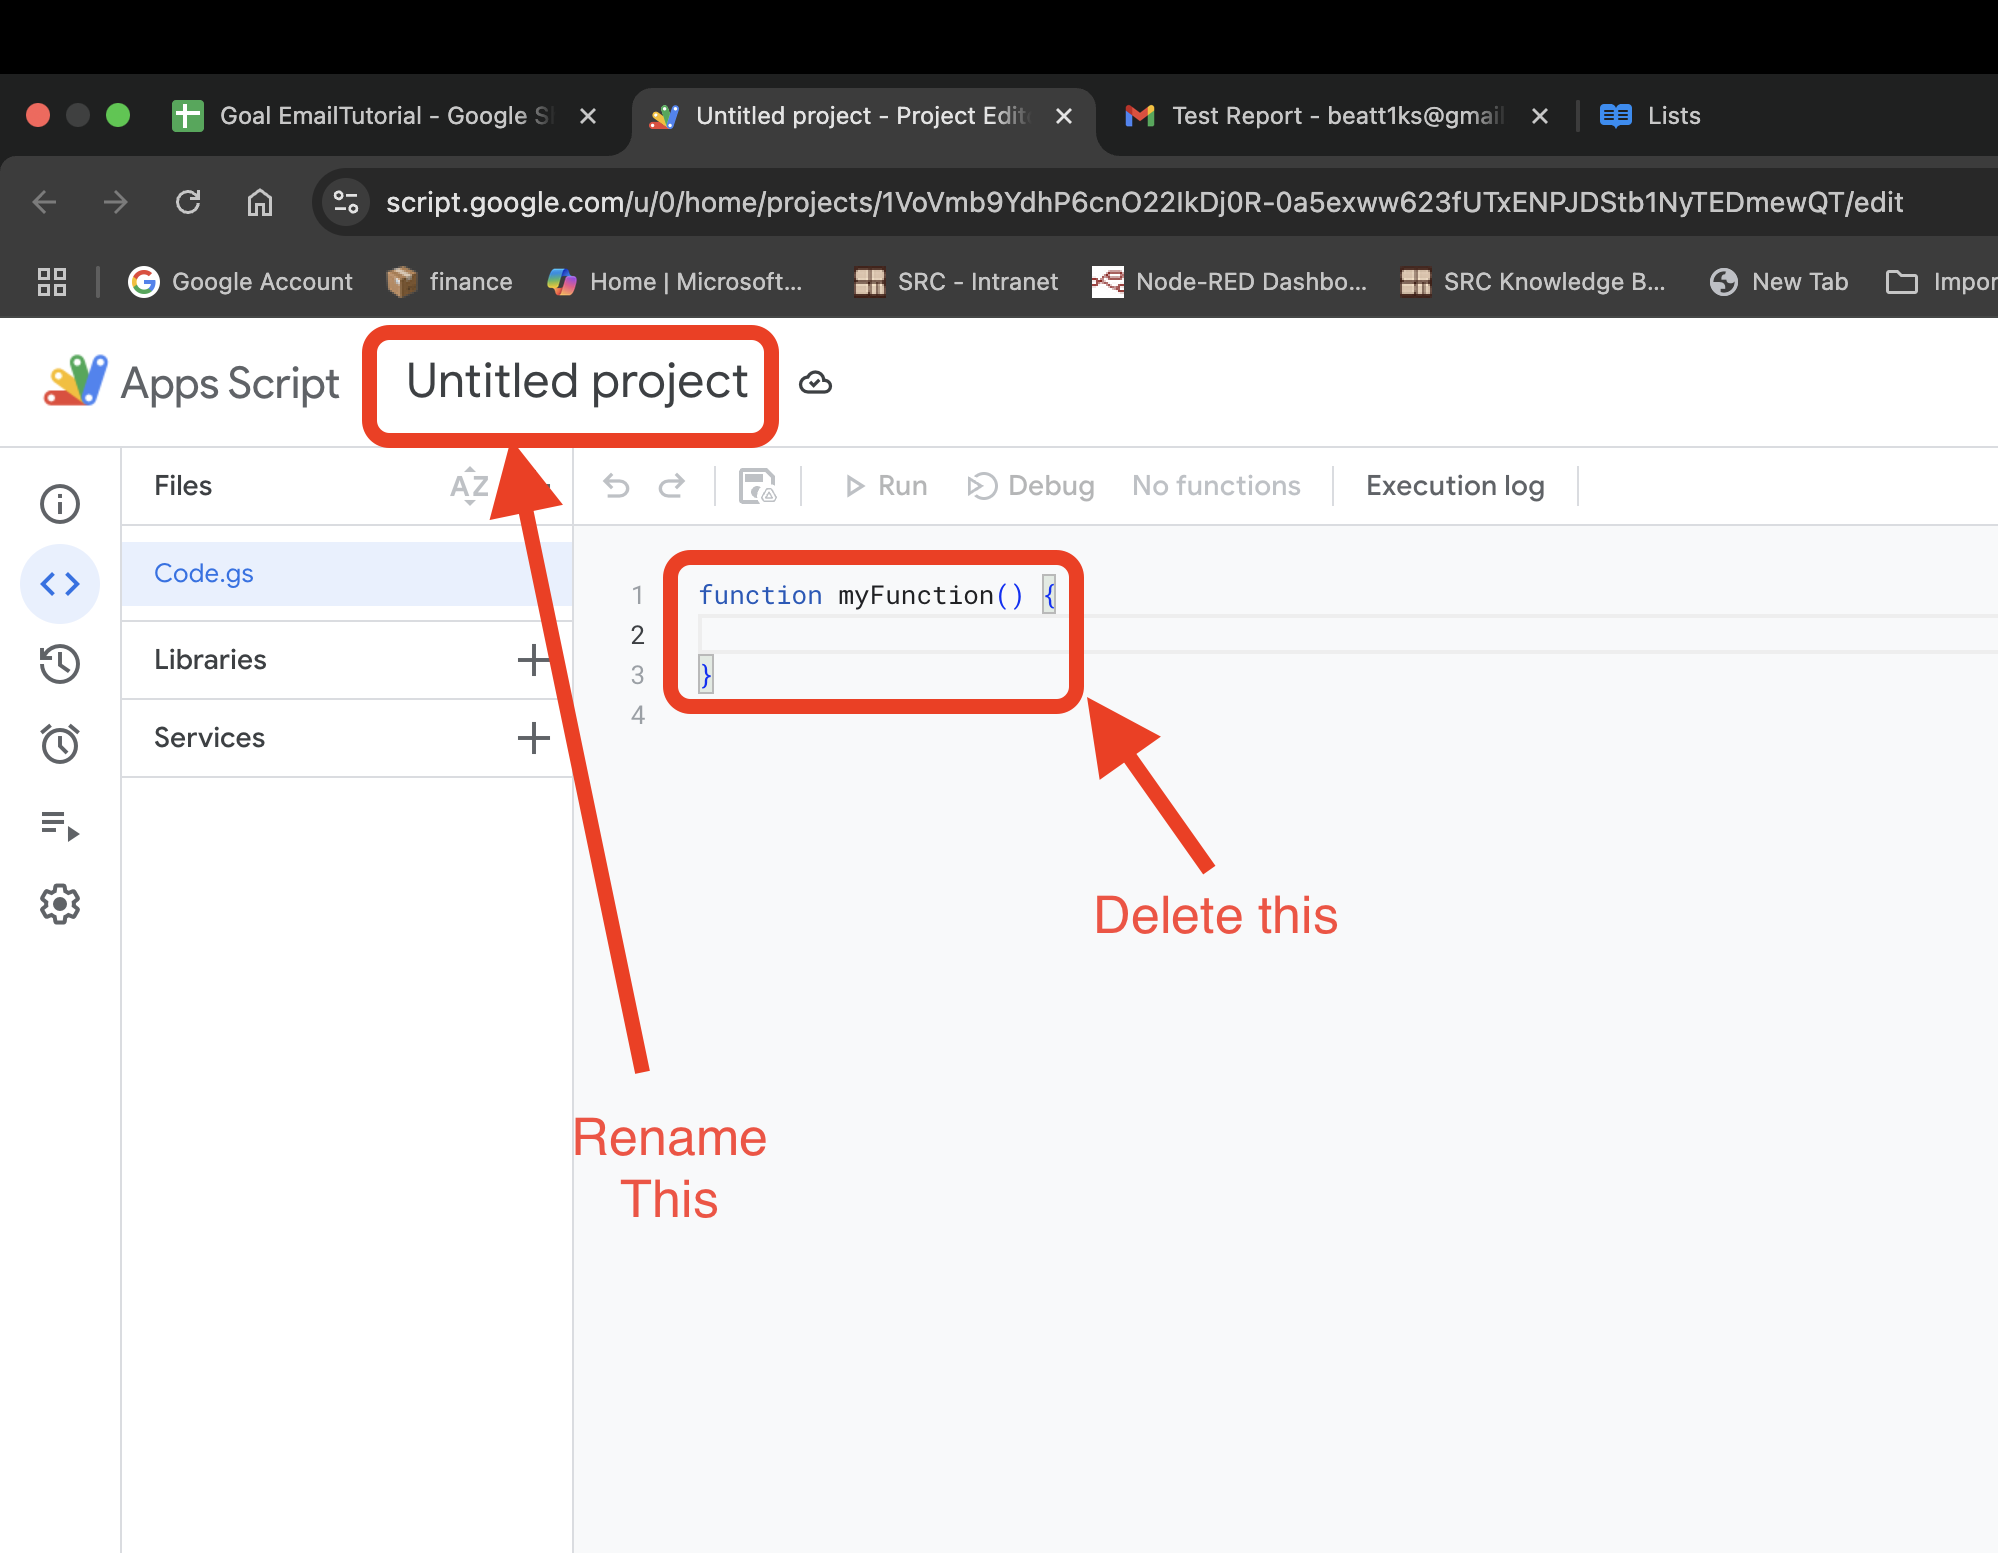 Goal EmailTutorial - Google S
Untitled project - Project Edit
Test Report - beatt1ks@gmail
Lists
script.google.com/u/0/home/projects/1VoVmb9YdhP6cnO22IkDj0R-0a5exww623fUTxENPJDStb1NyTEDmewQT/edit
Google Account
finance
Home | Microsoft...
SRC - Intranet
Node-RED Dashbo...
SRC Knowledge B...
New Tab
Impor
Apps Script
Untitled project
Files
AZ
Run
Debug
No functions
Execution log
Code.gs
Libraries
Services
1 function myFunction() {
2
3 }
4
Delete this
Rename
This